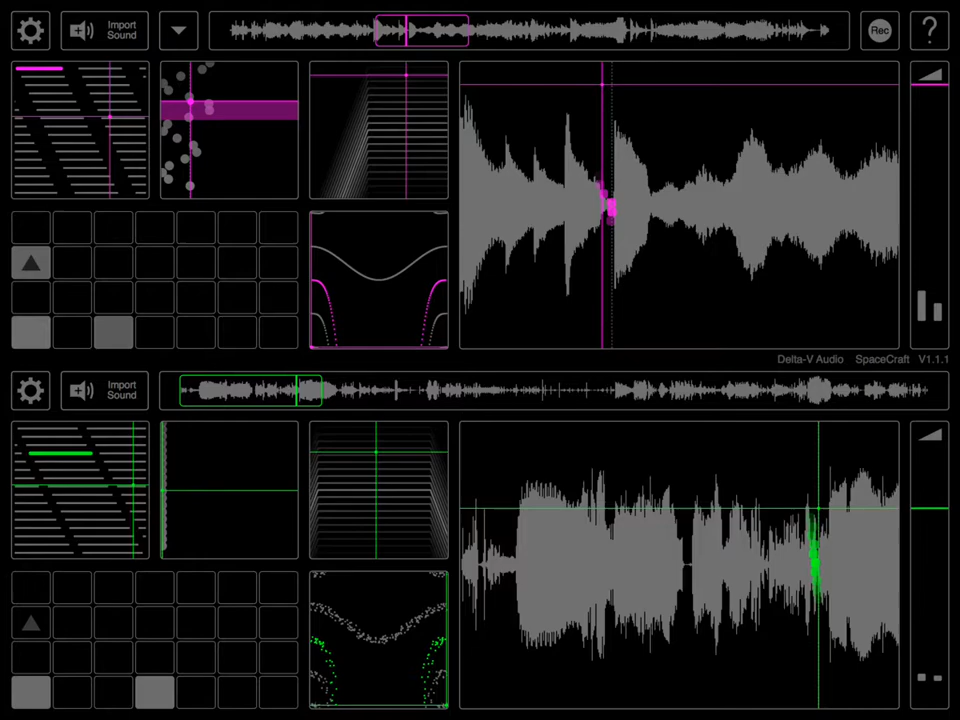 Import
Sound
Rec
?
Delta-V Audio SpaceCraft V1.1.1
Import
Sound